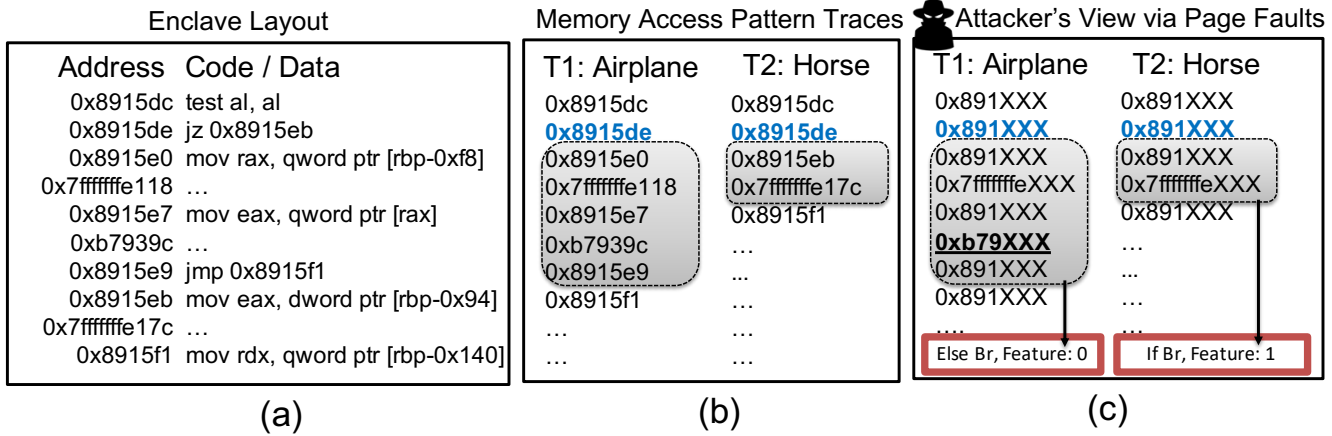 Enclave Layout
Address Code / Data
0x8915dc test al, al
0x8915de jz 0x8915eb
0x8915e0 mov rax, qword ptr [rbp-0xf8]
0x7fffffffe118 …
0x8915e7 mov eax, qword ptr [rax]
0xb7939c …
0x8915e9 jmp 0x8915f1
0x8915eb mov eax, dword ptr [rbp-0x94]
0x7fffffffe17c …
0x8915f1 mov rdx, qword ptr [rbp-0x140]
(a)
Memory Access Pattern Traces
T1: Airplane T2: Horse
0x8915dc 0x8915dc
0x8915de 0x8915de
0x8915e0 0x8915eb
0x7fffffffe118 0x7fffffffe17c
0x8915e7 0x8915f1
0xb7939c …
0x8915e9 ...
0x8915f1 …
… …
… …
(b)
Attacker's View via Page Faults
T1: Airplane T2: Horse
0x891XXX 0x891XXX
0x891XXX 0x891XXX
0x891XXX 0x891XXX
0x7fffffffeXXX 0x7fffffffeXXX
0x891XXX 0x891XXX
0xb79XXX …
0x891XXX ...
0x891XXX …
…. …
Else Br, Feature: 0 If Br, Feature: 1
(c)